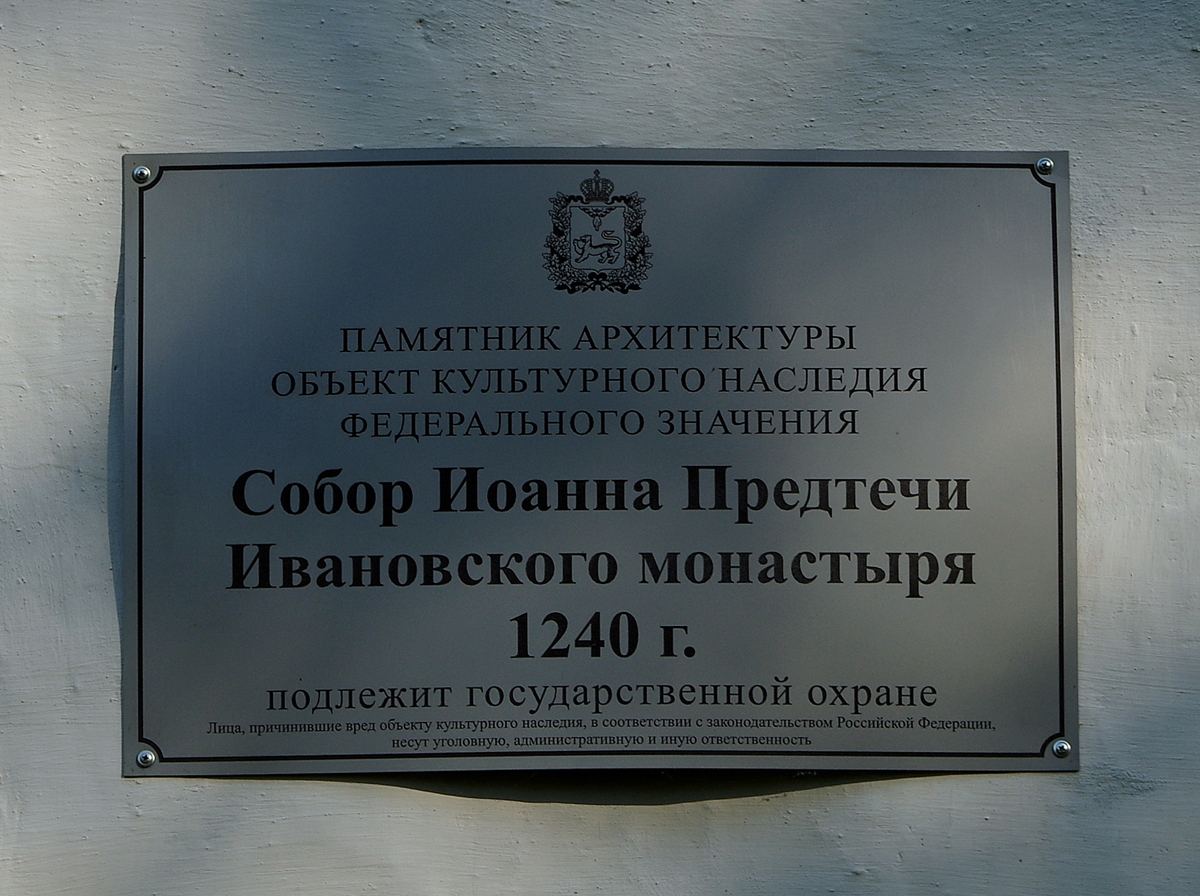 ПАМЯТНИК АРХИТЕКТУРЫ
ОБЪЕКТ КУЛЬТУРНОГО НАСЛЕДИЯ
ФЕДЕРАЛЬНОГО ЗНАЧЕНИЯ
Собор Иоанна Предтечи
Ивановского монастыря
1240 г.
подлежит государственной охране
Лица, причинившие вред объекту культурного наследия, в соответствии с законодательством Российской Федерации,
несут уголовную, административную и иную ответственность